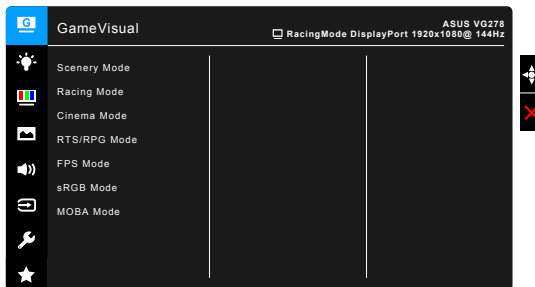 G
GameVisual
ASUS VG278
RacingMode DisplayPort 1920x1080@ 144Hz
Scenery Mode
Racing Mode
Cinema Mode
RTS/RPG Mode
FPS Mode
sRGB Mode
MOBA Mode